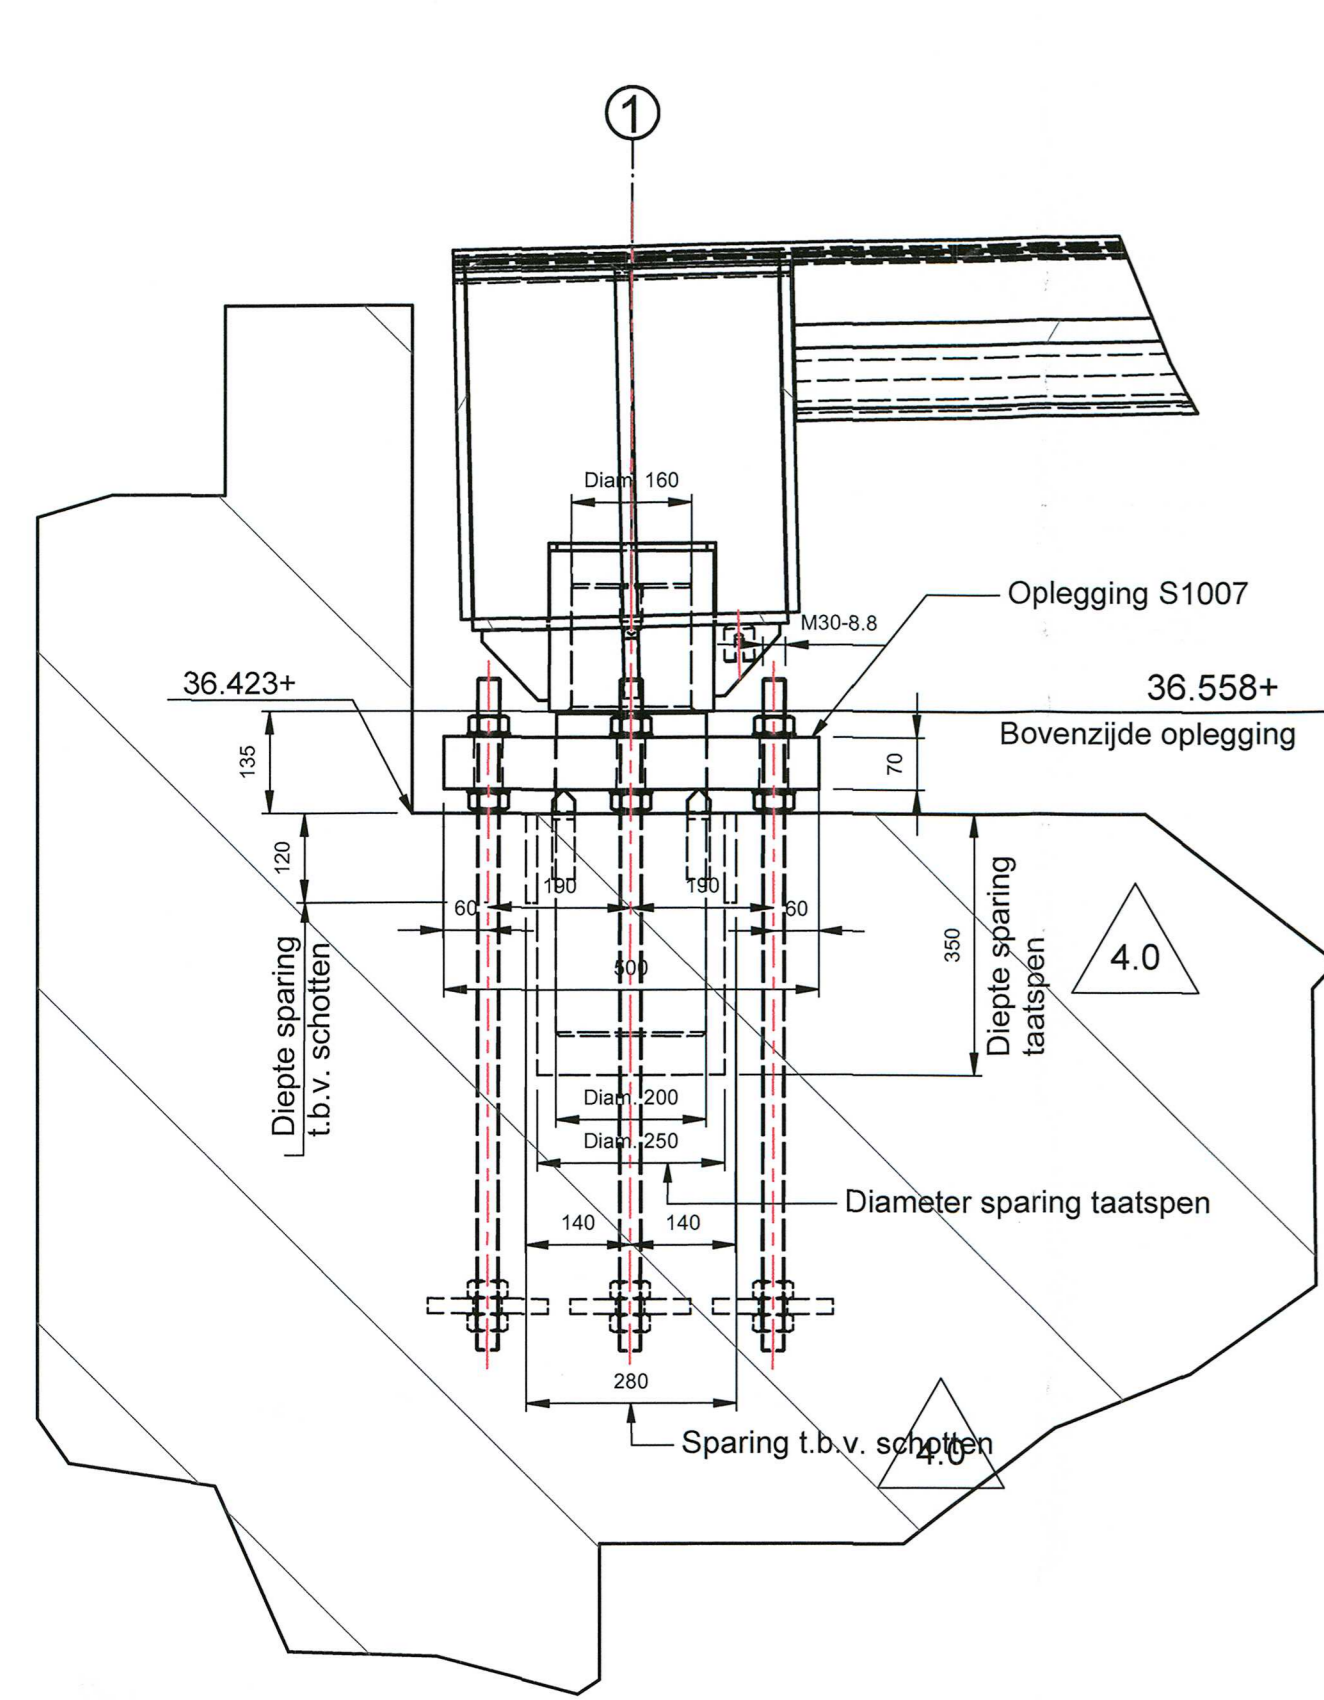 1
Diam. 160
Oplegging S1007
M30-8.8
36.423+
36.558+
Bovenzijde oplegging
135
70
120
190
190
60
60
350
Diepte sparing
taatspen
4.0
500
Diepte sparing
t.b.v. schotten
Diam. 200
Diam. 250
Diameter sparing taatspen
140
140
280
Sparing t.b.v. schotten
4.0